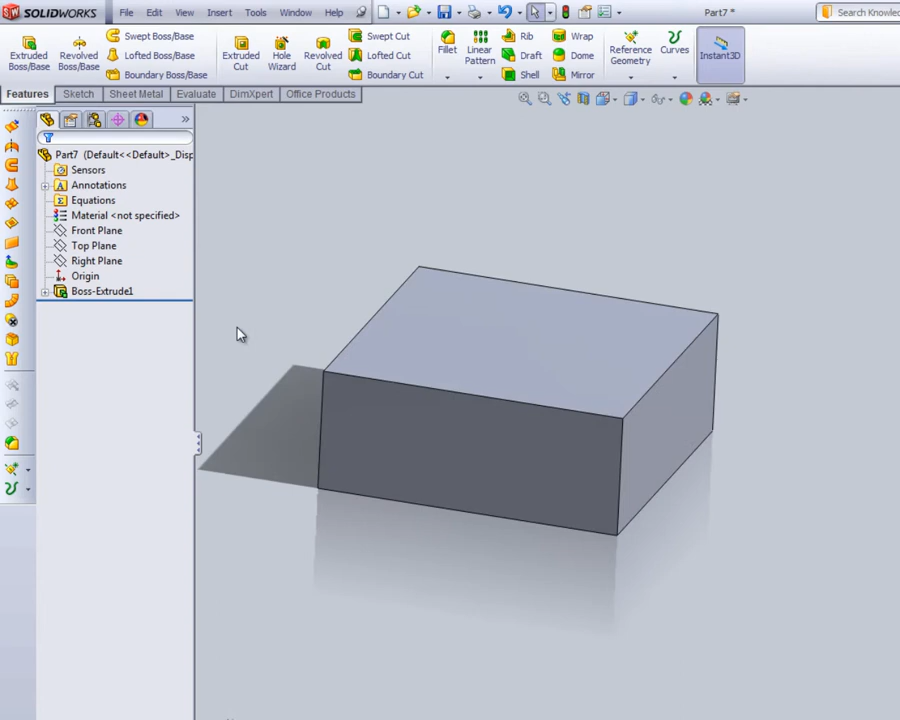 SW SOLIDWORKS File Edit View Insert Tools Window Help Part7 * Search Knowle
Extruded Boss/Base Revolved Boss/Base Swept Boss/Base Lofted Boss/Base Boundary Boss/Base Extruded Cut Hole Wizard Revolved Cut Swept Cut Lofted Cut Boundary Cut Fillet Linear Pattern Rib Draft Shell Wrap Dome Mirror Reference Geometry Curves Instant3D
Features Sketch Sheet Metal Evaluate DimXpert Office Products
Part7 (Default<<Default>_Disp
Sensors
Annotations
Equations
Material <not specified>
Front Plane
Top Plane
Right Plane
Origin
Boss-Extrude1